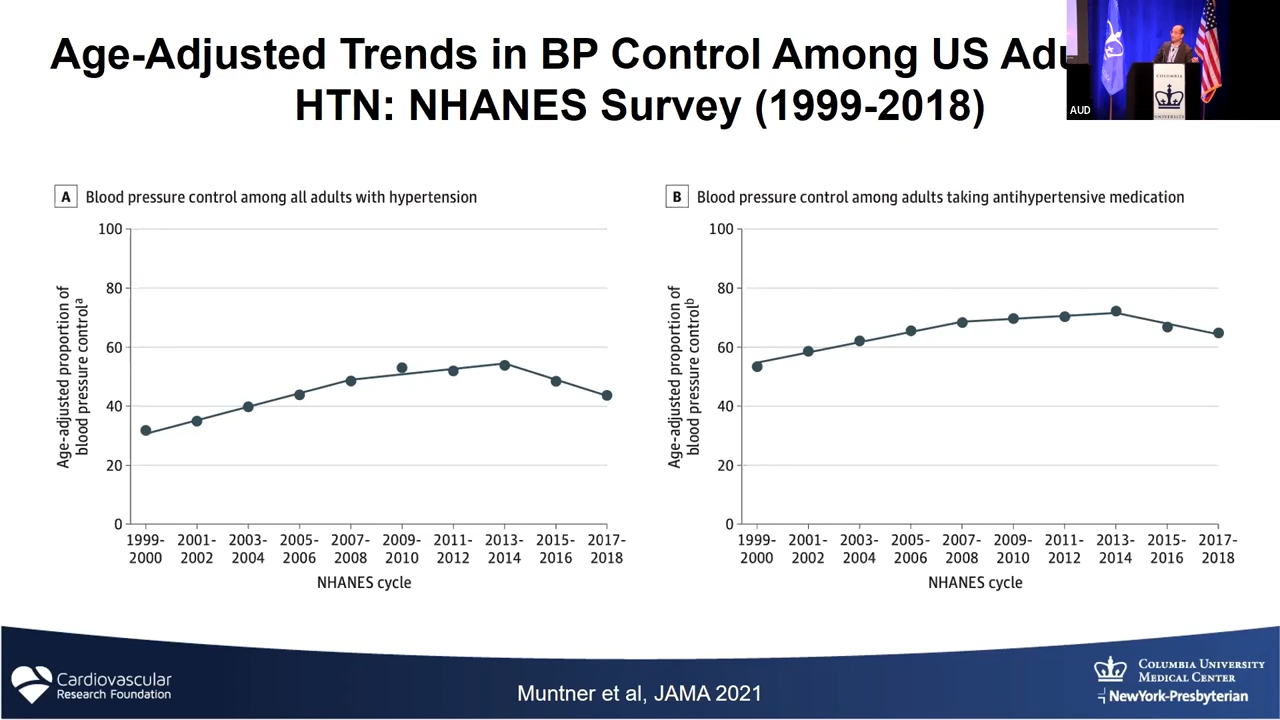 Age-Adjusted Trends in BP Control Among US
HTN: NHANES Survey (1999-2018)
AUD
COLUMBIA
UNIVERSITY
A Blood pressure control among all adults with hypertension
Age-adjusted proportion of
blood pressure controlᵃ
100
80
60
40
20
0
1999-
2000
2001-
2002
2003-
2004
2005-
2006
2007-
2008
2009-
2010
2011-
2012
2013-
2014
2015-
2016
2017-
2018
NHANES cycle
B Blood pressure control among adults taking antihypertensive medication
Age-adjusted proportion of
blood pressure controlᵇ
100
80
60
40
20
0
1999-
2000
2001-
2002
2003-
2004
2005-
2006
2007-
2008
2009-
2010
2011-
2012
2013-
2014
2015-
2016
2017-
2018
NHANES cycle
Cardiovascular
Research Foundation
Muntner et al, JAMA 2021
COLUMBIA UNIVERSITY
MEDICAL CENTER
NewYork-Presbyterian